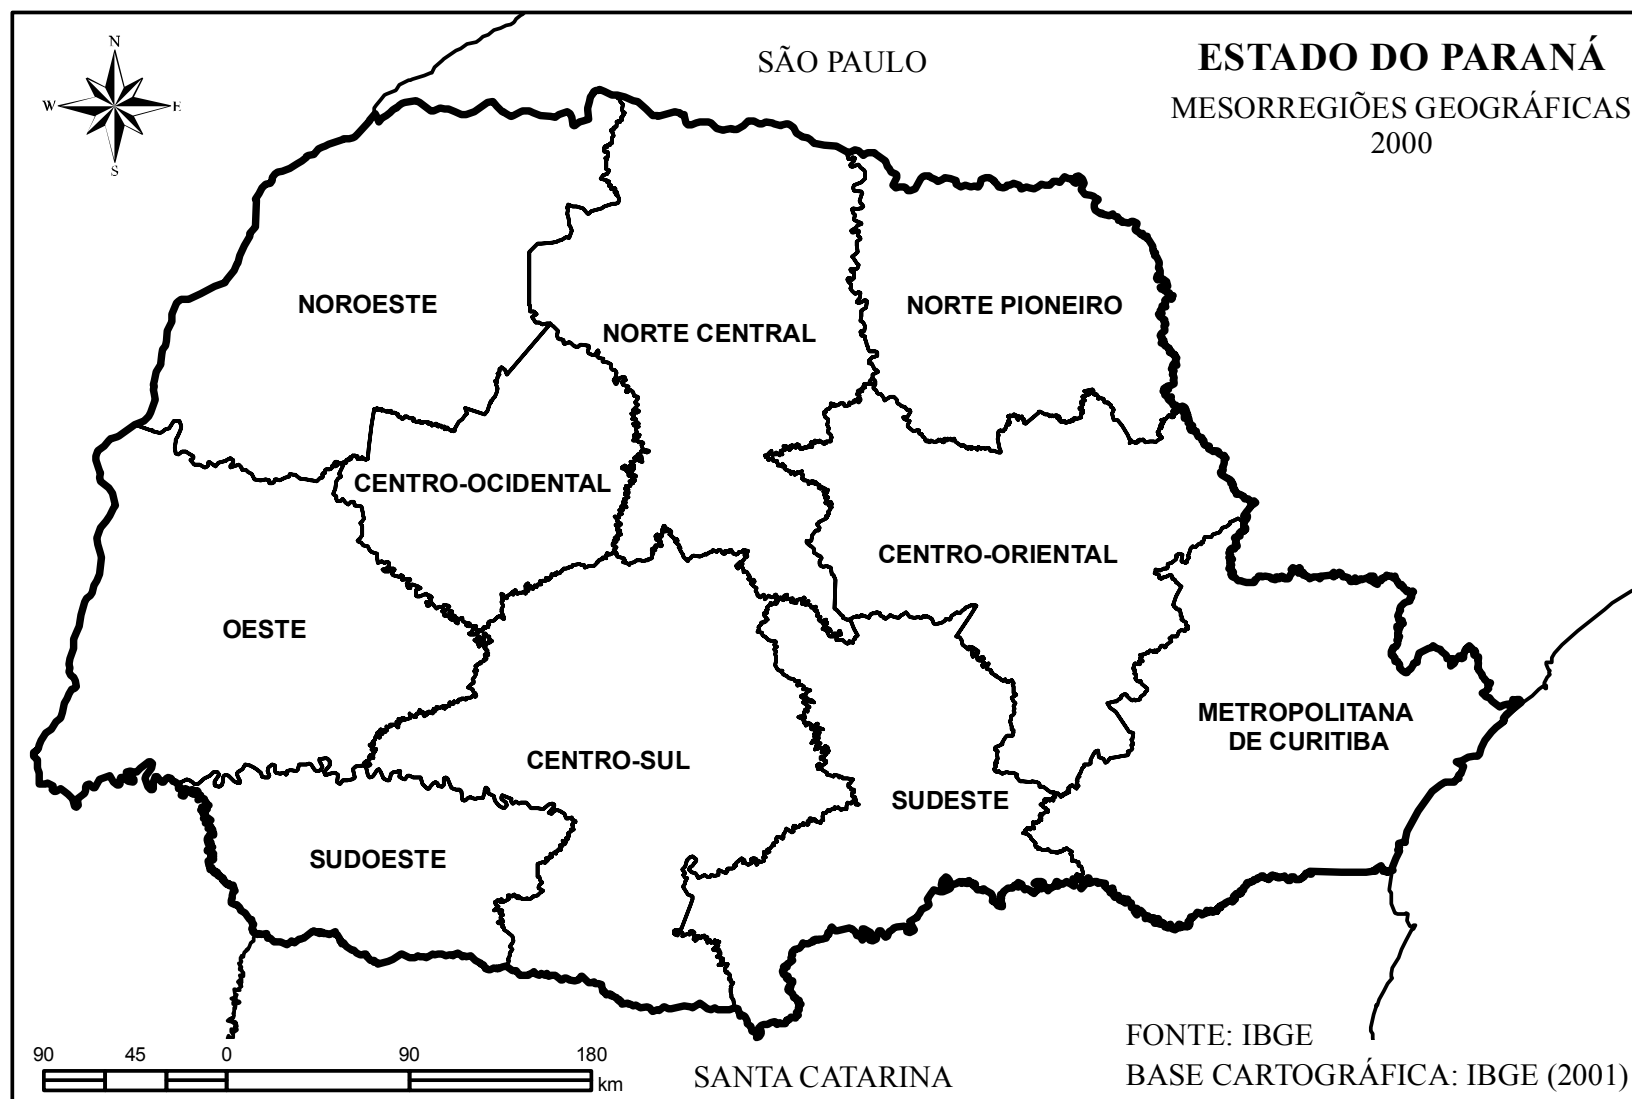 ESTADO DO PARANÁ
MESORREGIÕES GEOGRÁFICAS
2000
SÃO PAULO
N
W
E
S
NOROESTE
NORTE CENTRAL
NORTE PIONEIRO
CENTRO-OCIDENTAL
CENTRO-ORIENTAL
OESTE
METROPOLITANA
DE CURITIBA
CENTRO-SUL
SUDESTE
SUDOESTE
90 45 0 90 180
km
SANTA CATARINA
FONTE: IBGE
BASE CARTOGRÁFICA: IBGE (2001)